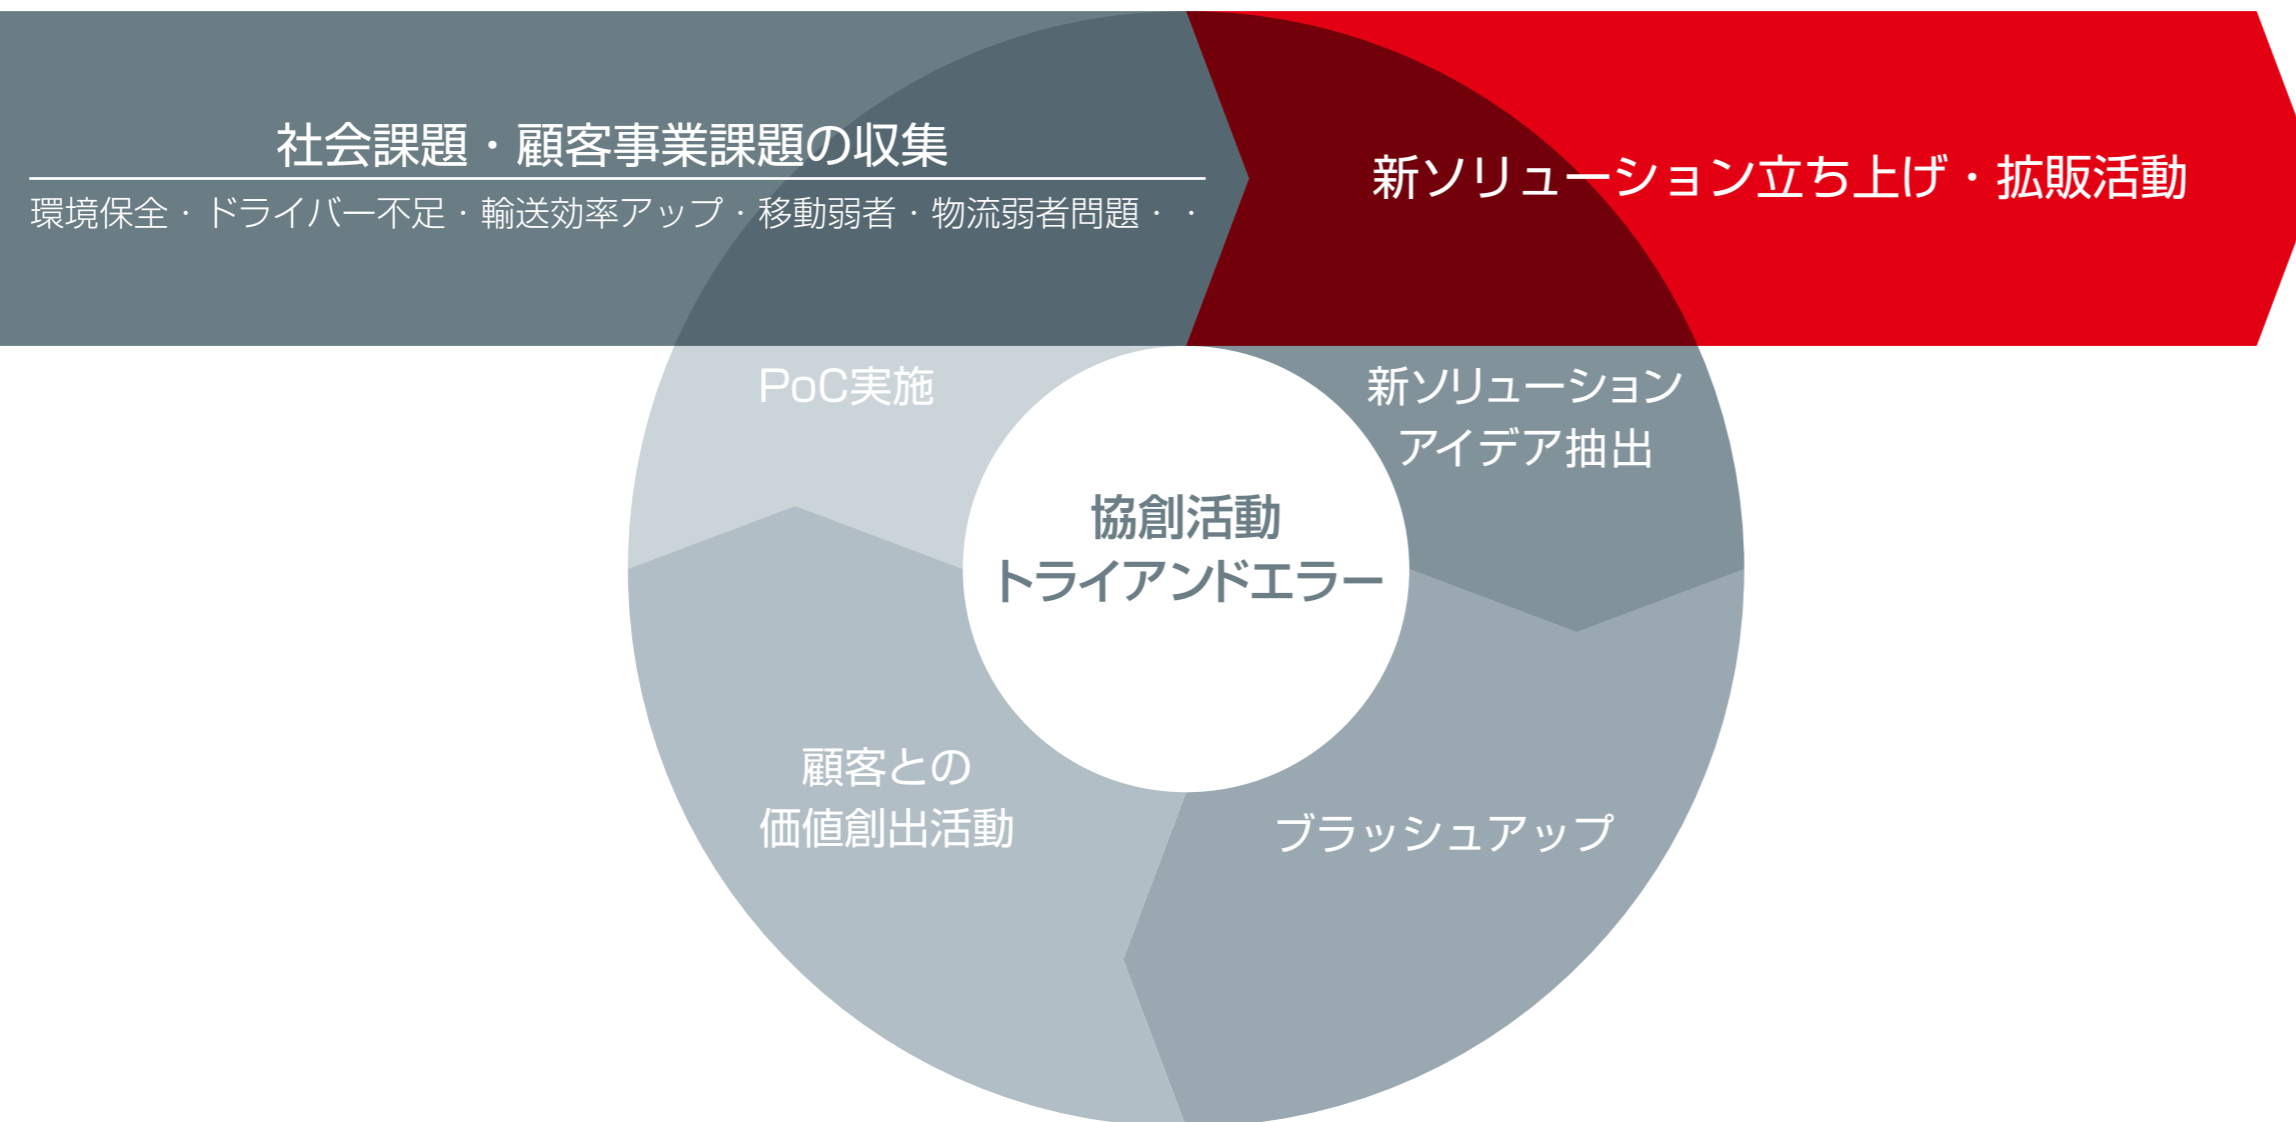 社会課題・顧客事業課題の収集
環境保全・ドライバー不足・輸送効率アップ・移動弱者・物流弱者問題・・
新ソリューション立ち上げ・拡販活動
PoC実施
新ソリューション
アイデア抽出
協創活動
トライアンドエラー
顧客との
価値創出活動
ブラッシュアップ